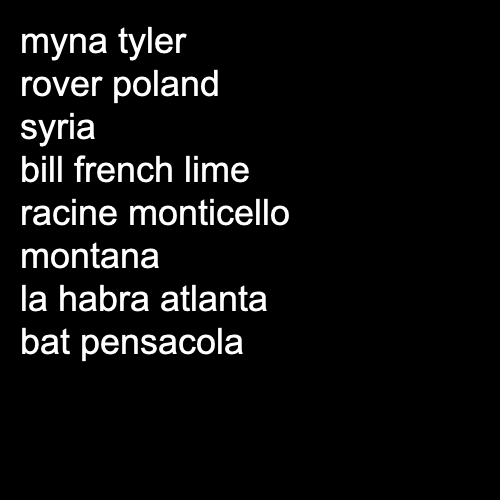 myna tyler
rover poland
syria
bill french lime
racine monticello
montana
la habra atlanta
bat pensacola